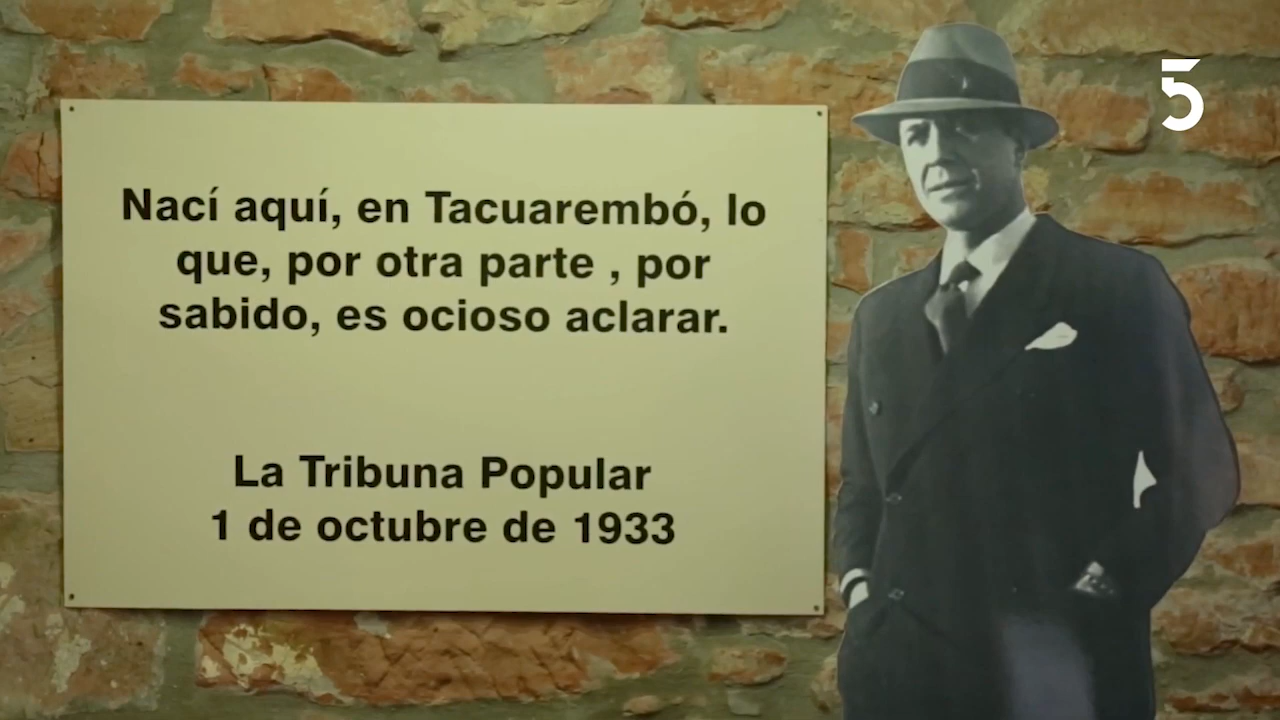 5
Nací aquí, en Tacuarembó, lo
que, por otra parte , por
sabido, es ocioso aclarar.
La Tribuna Popular
1 de octubre de 1933